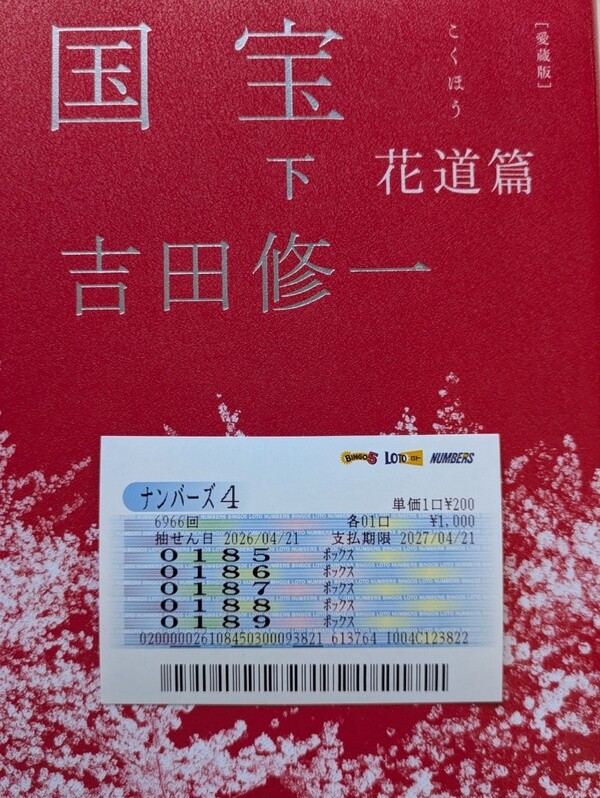 国宝
こくほう
[愛蔵版]
下
花道篇
吉田修一
BINGO5 LOTO ロト NUMBERS
ナンバーズ4
単価1口¥200
6966回 各01口 ¥1,000
抽せん日 2026/04/21 支払期限 2027/04/21
0185 ボックス
0186 ボックス
0187 ボックス
0188 ボックス
0189 ボックス
02000002610845030009382​1 613764 1004C123822